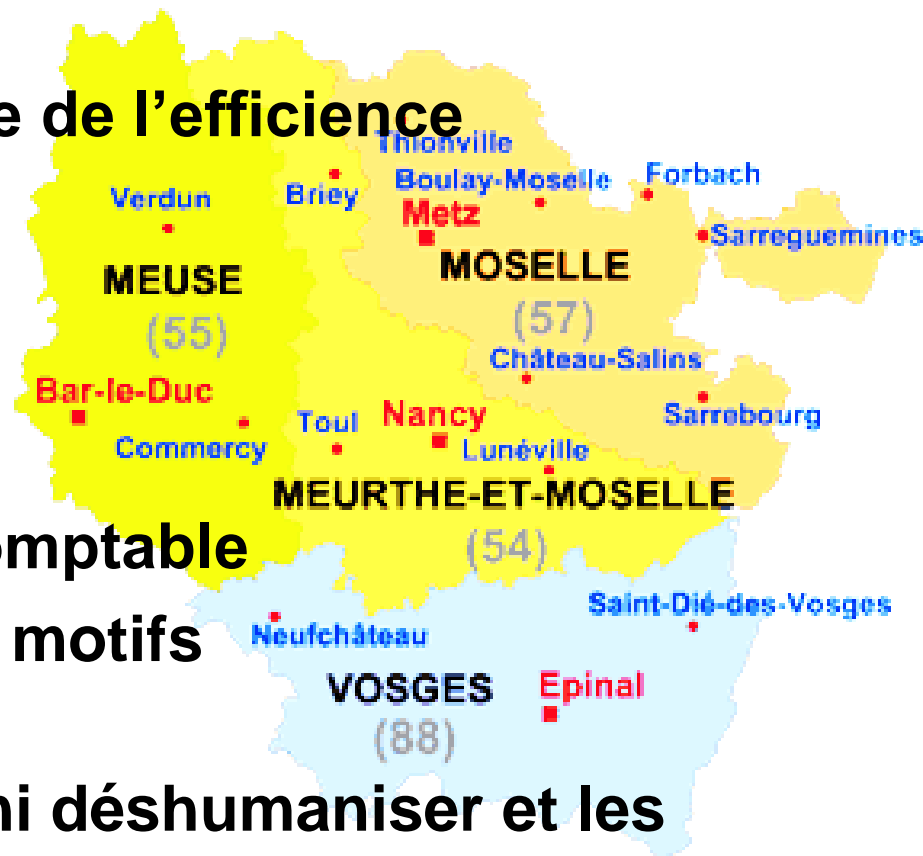 e de l’efficience
Thionville
Boulay-Moselle
Forbach
Briey
Verdun
Metz
Sarreguemines
MOSELLE
MEUSE
(57)
(55)
Château-Salins
Bar-le-Duc
Nancy
Sarrebourg
Toul
Commercy
Lunéville
MEURTHE-ET-MOSELLE
omptable
(54)
Saint-Dié-des-Vosges
motifs
Neufchâteau
VOSGES
Epinal
(88)
ni déshumaniser et les